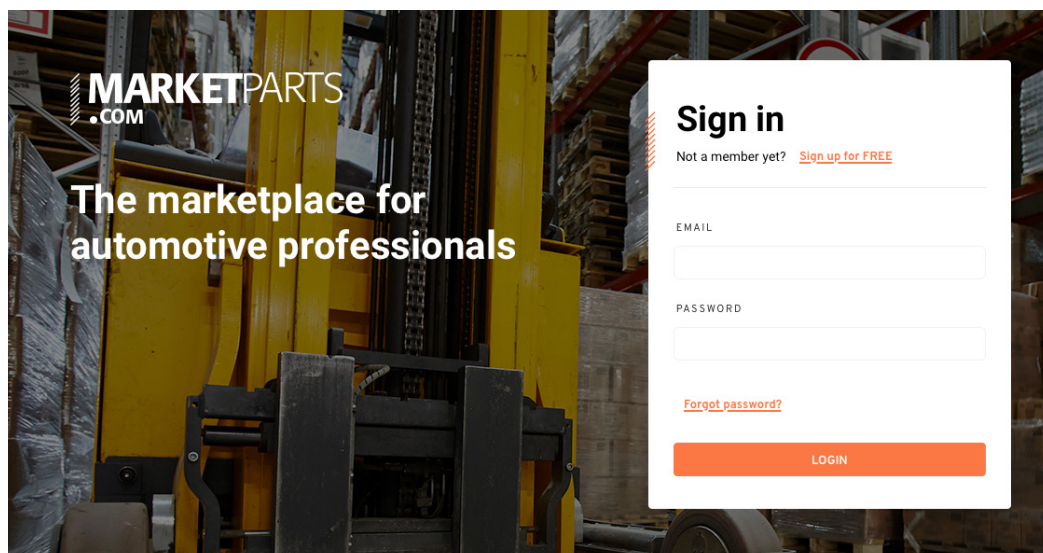 MARKETPARTS
.COM
The marketplace for
automotive professionals
Sign in
Not a member yet? Sign up for FREE
EMAIL
PASSWORD
Forgot password?
LOGIN